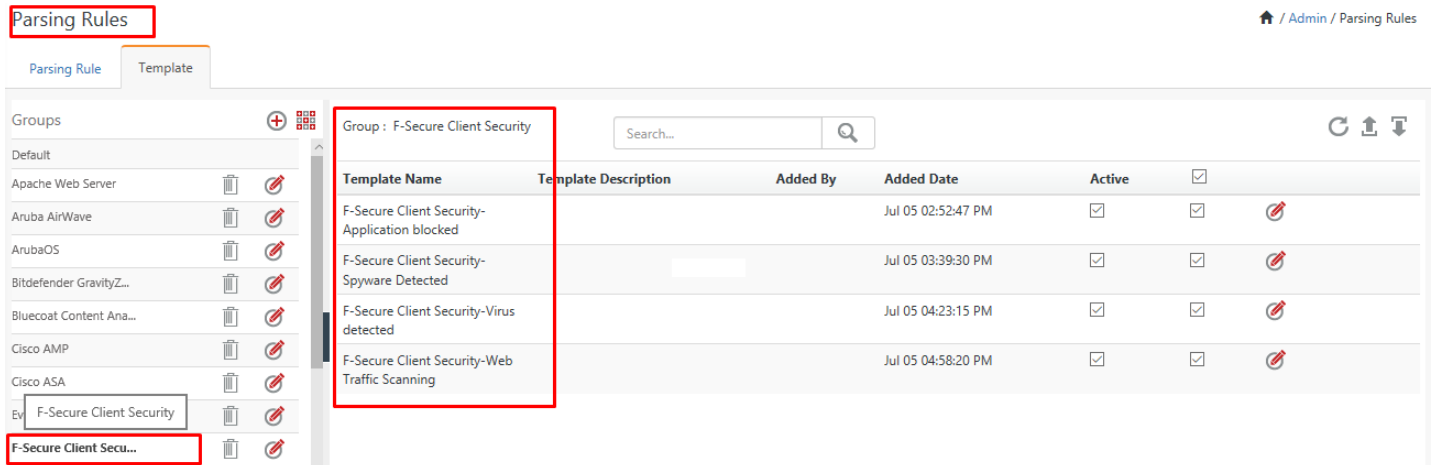 Parsing Rules
/ Admin / Parsing Rules
Parsing Rule
Template
Groups
Default
Apache Web Server
Aruba AirWave
ArubaOS
Bitdefender GravityZ...
Bluecoat Content Ana...
Cisco AMP
Cisco ASA
Ev
F-Secure Client Security
F-Secure Client Secu...
Group : F-Secure Client Security
Search...
Template Name Template Description Added By Added Date Active
F-Secure Client Security- Jul 05 02:52:47 PM
Application blocked
F-Secure Client Security- Jul 05 03:39:30 PM
Spyware Detected
F-Secure Client Security-Virus Jul 05 04:23:15 PM
detected
F-Secure Client Security-Web Jul 05 04:58:20 PM
Traffic Scanning